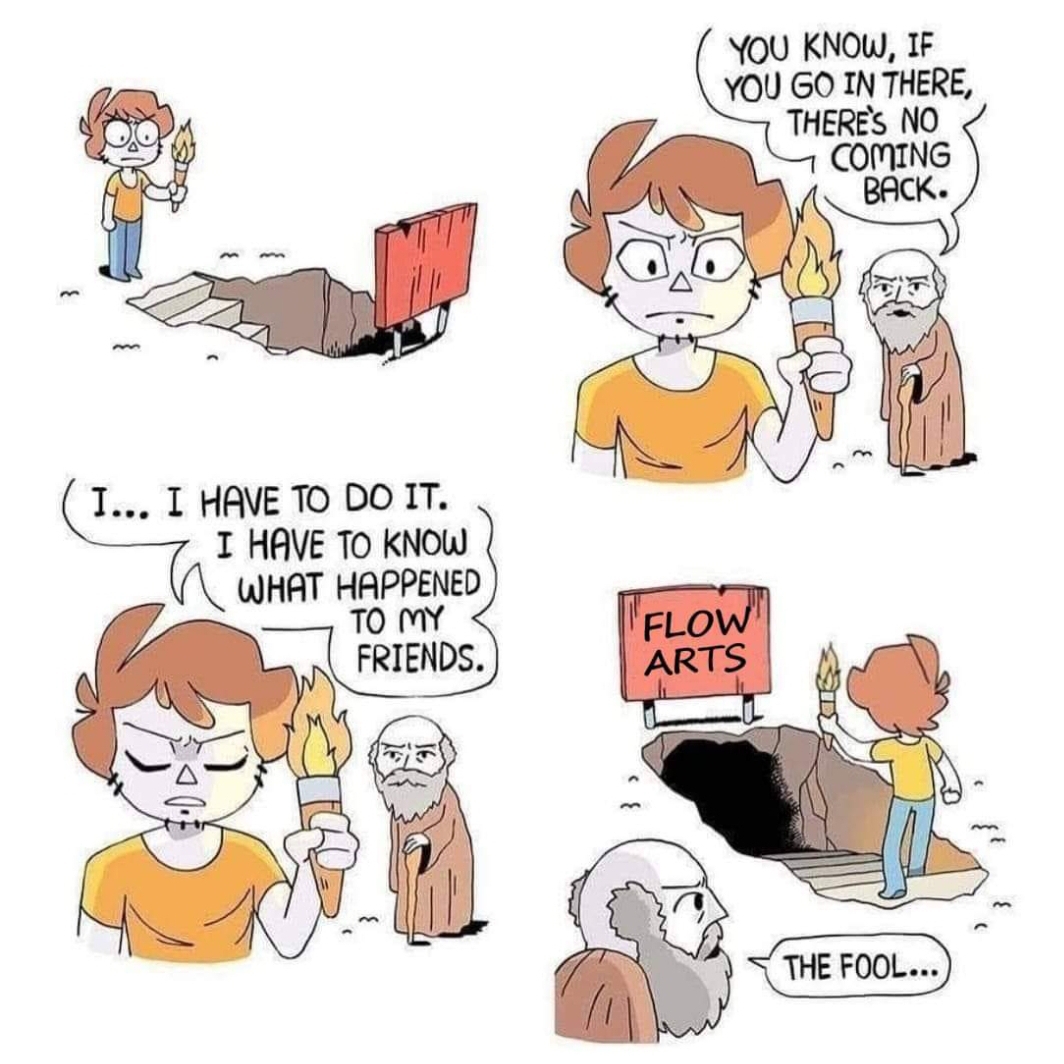 YOU KNOW, IF
YOU GO IN THERE,
THERE'S NO
COMING
BACK.
I... I HAVE TO DO IT.
I HAVE TO KNOW
WHAT HAPPENED
TO MY
FRIENDS.
FLOW
ARTS
THE FOOL...